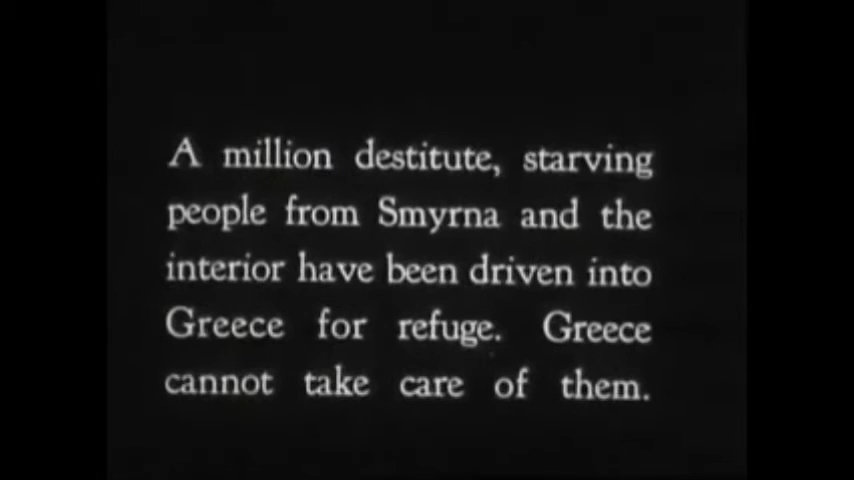 A million destitute, starving
people from Smyrna and the
interior have been driven into
Greece for refuge. Greece
cannot take care of them.